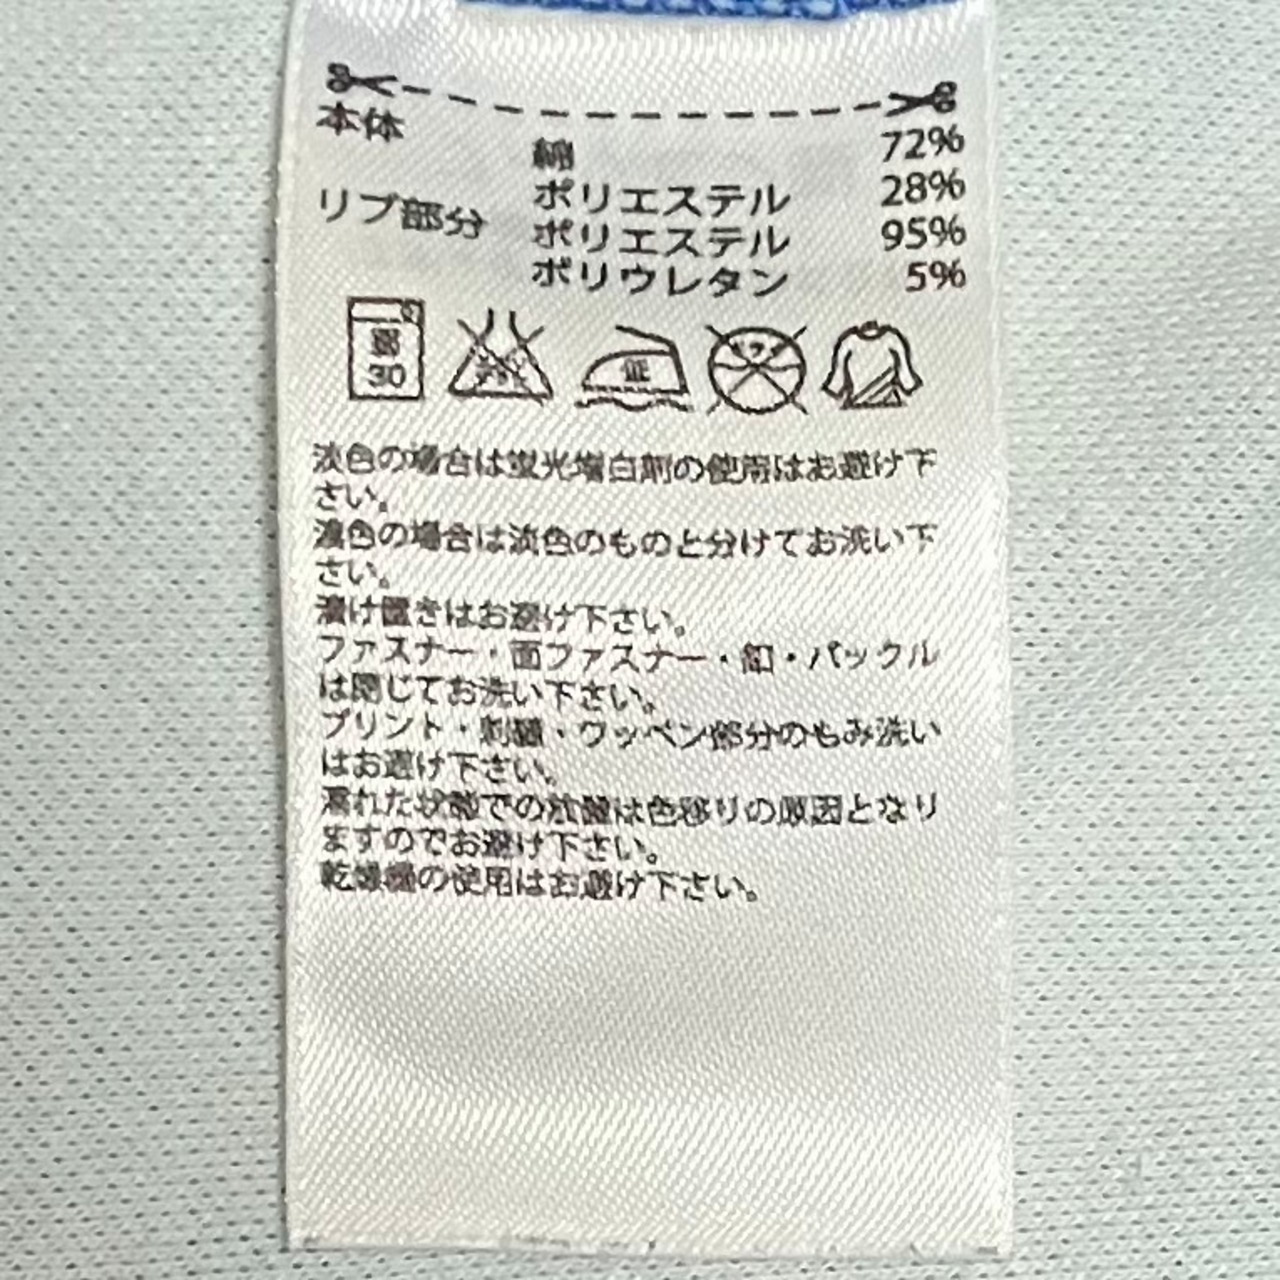 本体 綿 72%
ポリエステル 28%
リブ部分 ポリエステル 95%
ポリウレタン 5%
弱 30 低 ドライ
淡色の場合は蛍光増白剤の使用はお避け下
さい。
濃色の場合は淡色のものと分けてお洗い下
さい。
漬け置きはお避け下さい。
ファスナー・面ファスナー・釦・バックル
は閉じてお洗い下さい。
プリント・刺繍・ワッペン部分のもみ洗い
はお避け下さい。
濡れた状態での放置は色移りの原因となり
ますのでお避け下さい。
乾燥機の使用はお避け下さい。